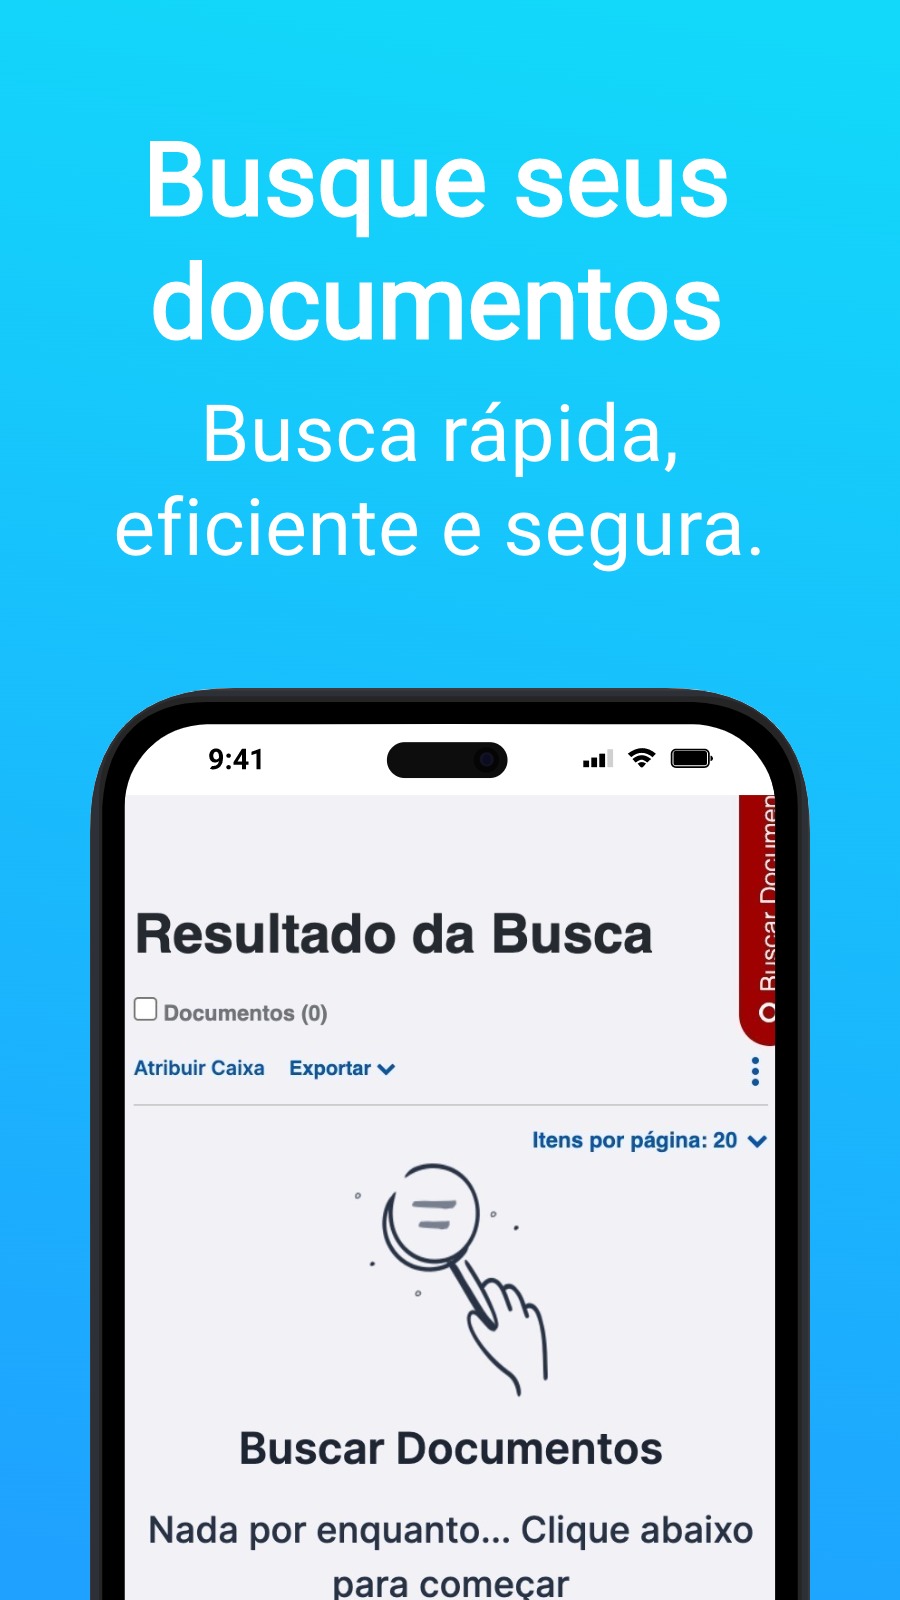 Busque seus
documentos
Busca rápida,
eficiente e segura.
9:41
Buscar Documen
Resultado da Busca
Documentos (0)
Atribuir Caixa Exportar
Itens por página: 20
Buscar Documentos
Nada por enquanto... Clique abaixo
para começar